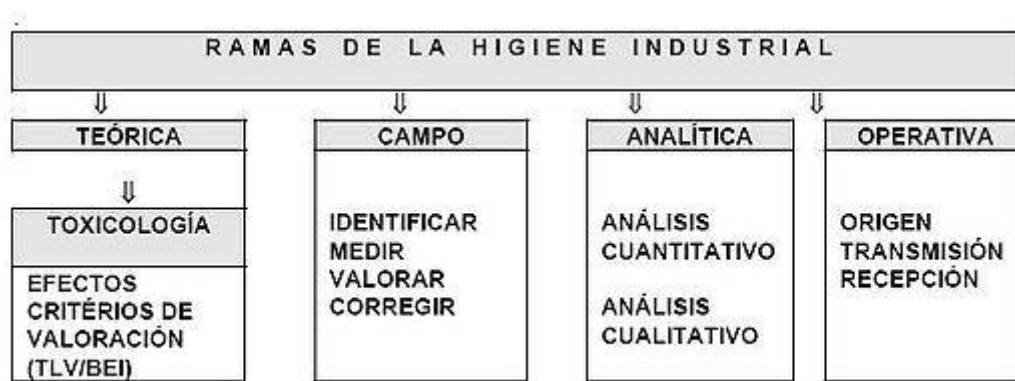 RAMAS DE LA HIGIENE INDUSTRIAL
TEÓRICA
TOXICOLOGÍA
EFECTOS
CRITÉRIOS DE
VALORACIÓN
(TLV/BEI)
CAMPO
IDENTIFICAR
MEDIR
VALORAR
CORREGIR
ANALÍTICA
ANÁLISIS
CUANTITATIVO
ANÁLISIS
CUALITATIVO
OPERATIVA
ORIGEN
TRANSMISIÓN
RECEPCIÓN